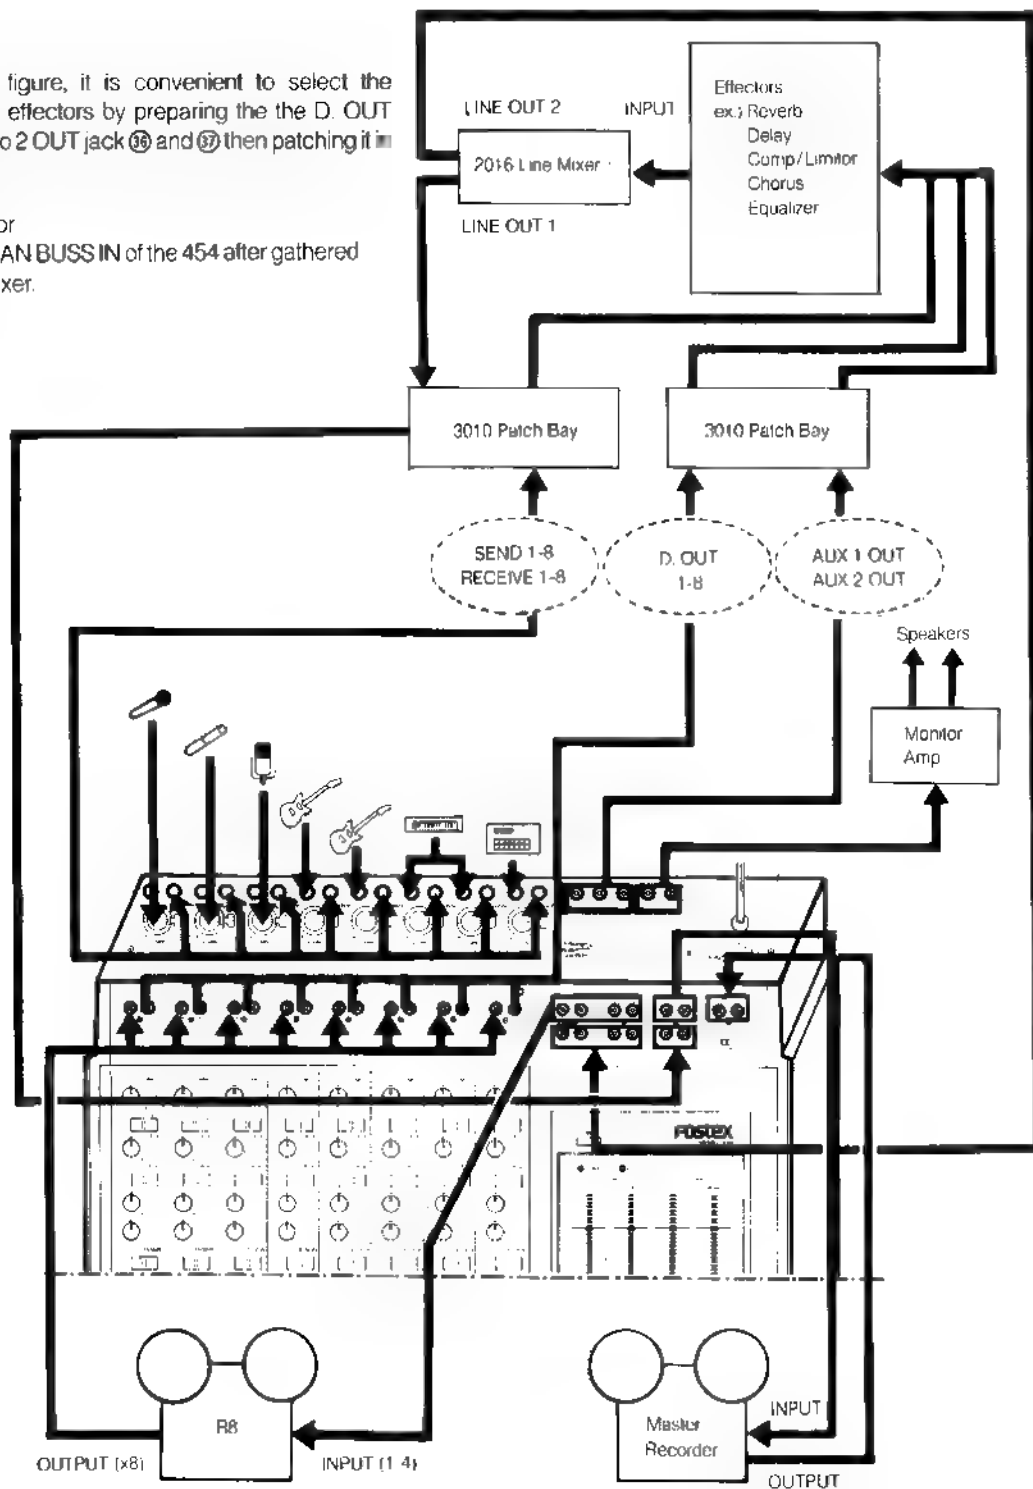 figure, it is convenient to select the
effectors by preparing the the D. OUT
o 2 OUT jack ㊱ and ㊲ then patching it
or
AN BUSS IN of the 454 after gathered
xer.
LINE OUT 2
INPUT
2016 Line Mixer
LINE OUT 1
Effectors
ex.) Reverb
Delay
Comp/Limitor
Chorus
Equalizer
3010 Patch Bay
3010 Patch Bay
SEND 1-8
RECEIVE 1-8
D. OUT
1-8
AUX 1 OUT
AUX 2 OUT
Speakers
Monitor
Amp
FOSTEX
R8
OUTPUT (x8)
INPUT (1-4)
Master
Recorder
INPUT
OUTPUT